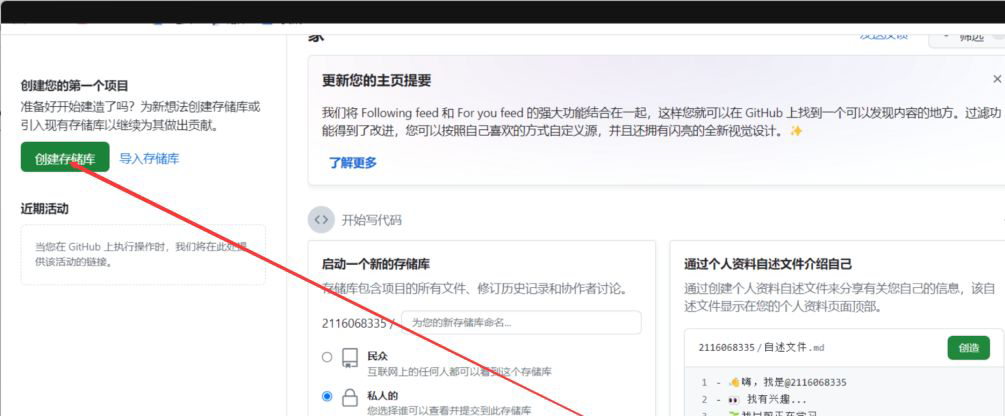 创建您的第一个项目
准备好开始建造了吗？为新想法创建存储库或
引入现有存储库以继续为其做出贡献。
创建存储库 导入存储库
近期活动
当您在 GitHub 上执行操作时，我们将在此处提
供该活动的链接。
家
发送反馈 筛选
更新您的主页提要
我们将 Following feed 和 For you feed 的强大功能结合在一起，这样您就可以在 GitHub 上找到一个可以发现内容的地方。过滤功
能得到了改进，您可以按照自己喜欢的方式自定义源，并且还拥有闪亮的全新视觉设计。✨
了解更多
开始写代码
启动一个新的存储库
存储库包含项目的所有文件、修订历史记录和协作者讨论。
2116068335 / 为您的新存储库命名...
民众
互联网上的任何人都可以看到这个存储库
私人的
您选择谁可以查看并提交到此存储库
通过个人资料自述文件介绍自己
通过创建个人资料自述文件来分享有关您自己的信息，该自
述文件显示在您的个人资料页面顶部。
2116068335/自述文件.md 创造
1 - 👋嗨，我是@2116068335
2 - 👀 我有兴趣...